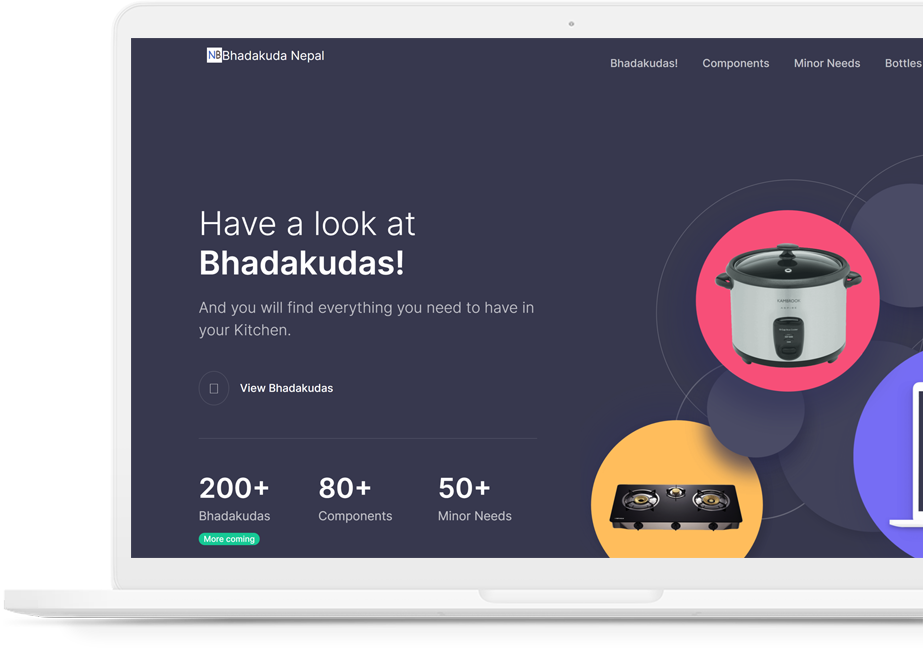 NB Bhadakuda Nepal
Bhadakudas! Components Minor Needs Bottles
Have a look at
Bhadakudas!
And you will find everything you need to have in
your Kitchen.
View Bhadakudas
200+ 80+ 50+
Bhadakudas Components Minor Needs
More coming